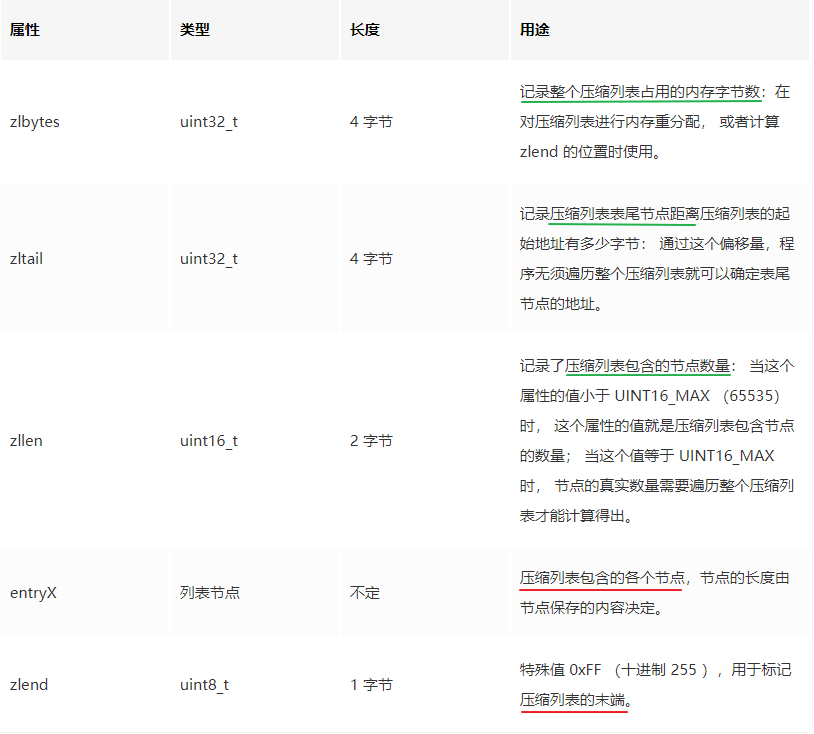 属性 类型 长度 用途
记录整个压缩列表占用的内存字节数：在
对压缩列表进行内存重分配， 或者计算
zlbytes uint32_t 4 字节
zlend 的位置时使用。
记录压缩列表表尾节点距离压缩列表的起
始地址有多少字节： 通过这个偏移量，程
zltail uint32_t 4 字节
序无须遍历整个压缩列表就可以确定表尾
节点的地址。
记录了压缩列表包含的节点数量： 当这个
属性的值小于 UINT16_MAX （65535）
时， 这个属性的值就是压缩列表包含节点
zllen uint16_t 2 字节
的数量； 当这个值等于 UINT16_MAX
时， 节点的真实数量需要遍历整个压缩列
表才能计算得出。
entryX 列表节点 不定
压缩列表包含的各个节点，节点的长度由
节点保存的内容决定。
zlend uint8_t 1 字节
特殊值 0xFF （十进制 255 ），用于标记
压缩列表的末端。